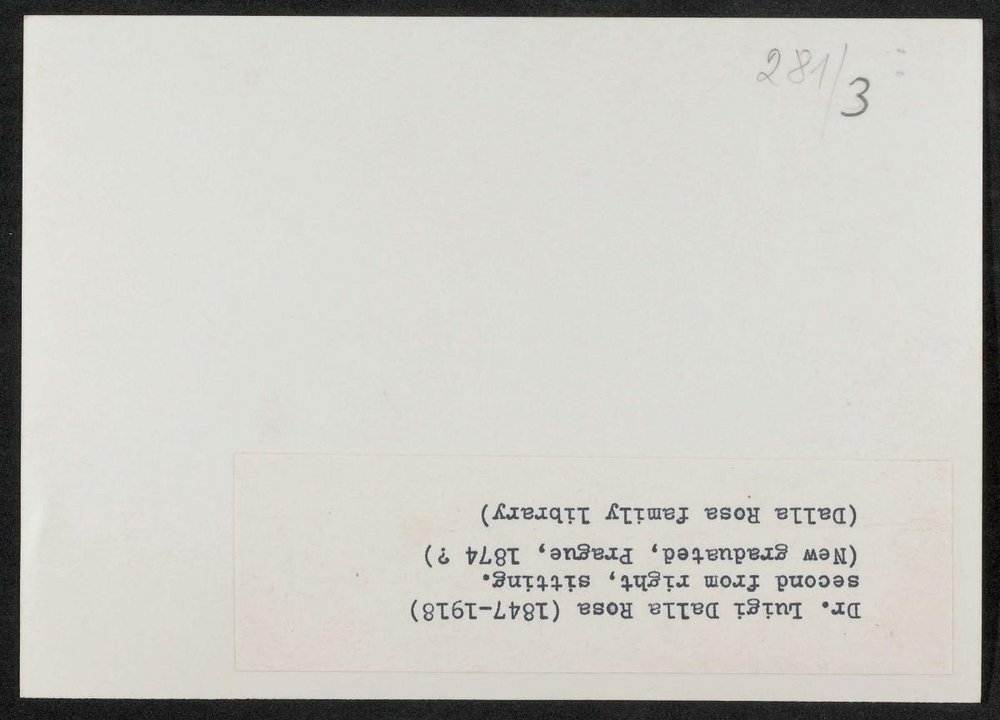 281/3
Dr. Luigi Dalla Rosa (1847-1918)
second from right, sitting.
(New graduated, Prague, 1874 ?)
(Dalla Rosa family library)